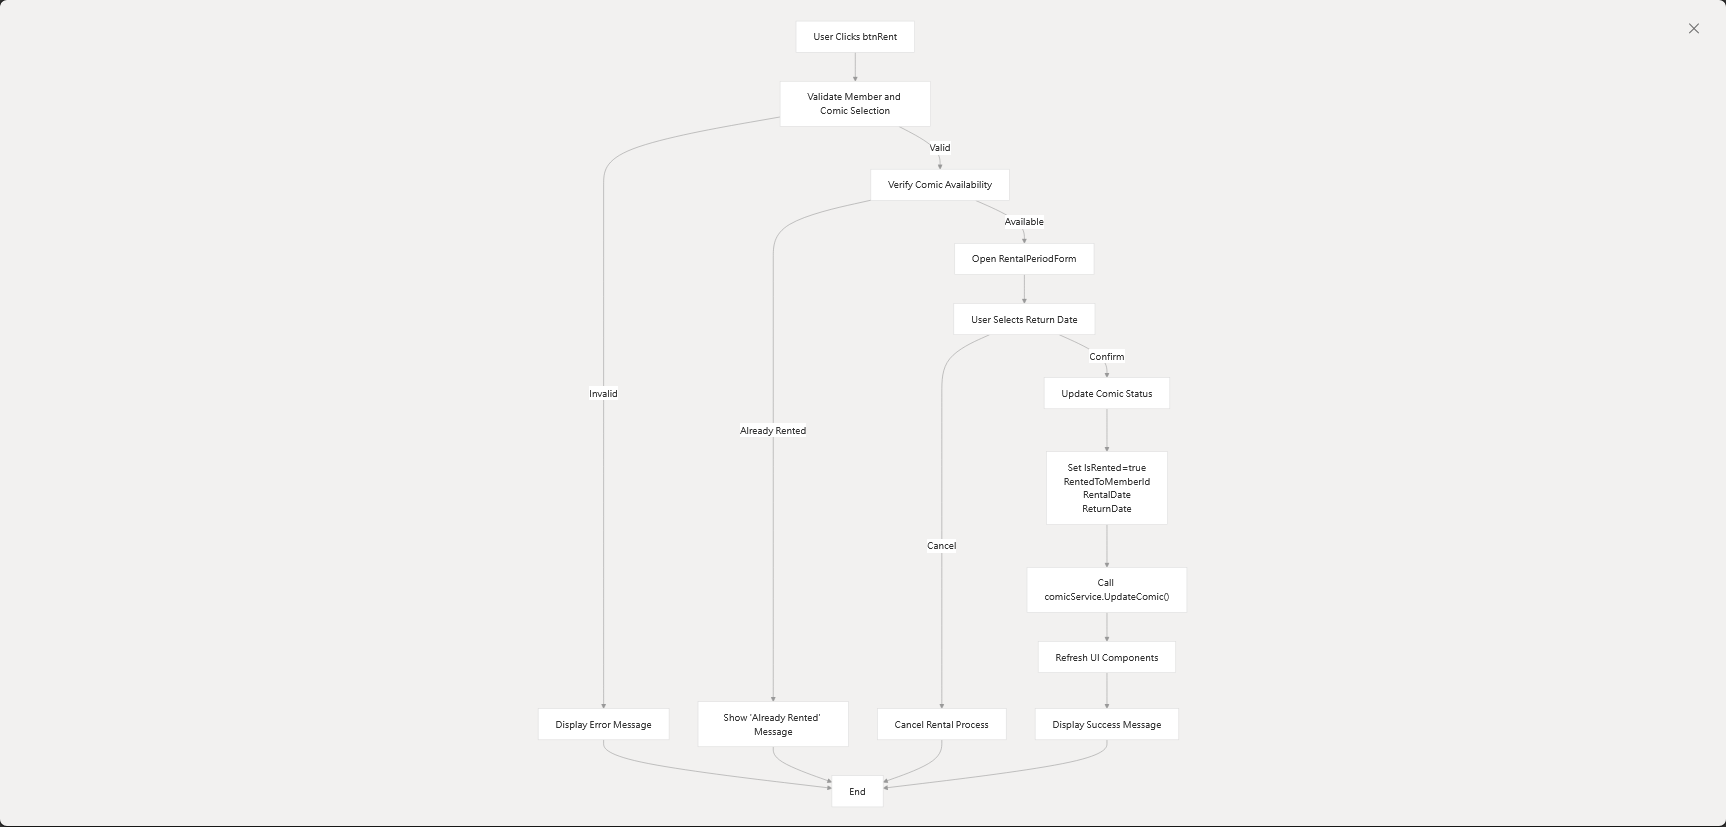 User Clicks btnRent
Validate Member and
Comic Selection
Valid
Verify Comic Availability
Available
Open RentalPeriodForm
User Selects Return Date
Confirm
Invalid
Update Comic Status
Already Rented
Set IsRented=true
RentedToMemberId
RentalDate
ReturnDate
Cancel
Call
comicService.UpdateComic()
Refresh UI Components
Display Error Message
Show 'Already Rented'
Message
Cancel Rental Process
Display Success Message
End